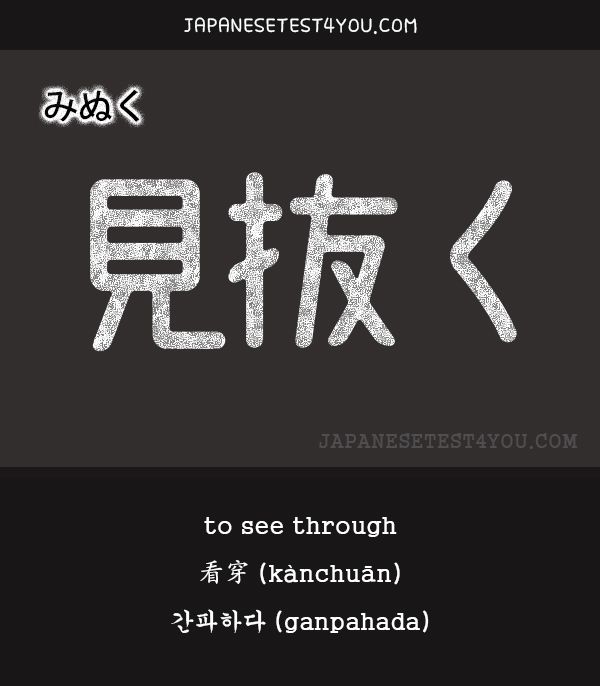 JAPANESETEST4YOU.COM
みぬく
見抜く
JAPANESETEST4YOU.COM
to see through
看穿 (kànchuān)
간파하다 (ganpahada)